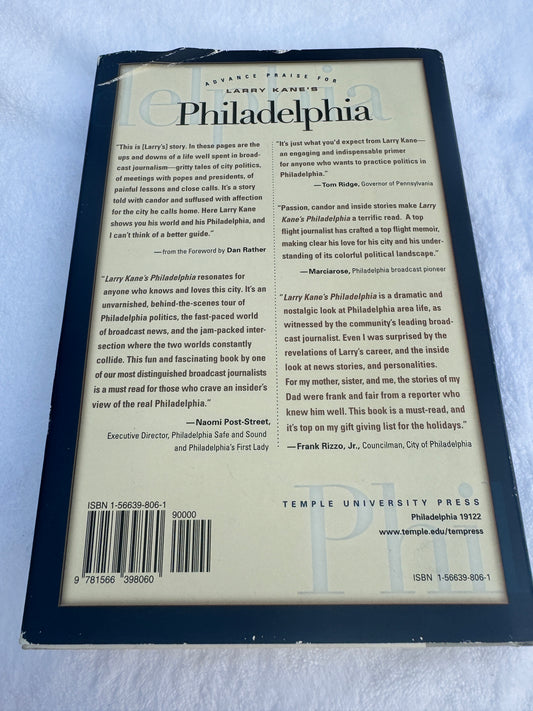 ADVANCE PRAISE FOR
LARRY KANE'S
Philadelphia
"This is [Larry's] story. In these pages are the
ups and downs of a life well spent in broad-
cast journalism—gritty tales of city politics,
of meetings with popes and presidents, of
painful lessons and close calls. It's a story
told with candor and suffused with affection
for the city he calls home. Here Larry Kane
shows you his world and his Philadelphia, and
I can't think of a better guide."
—from the Foreword by Dan Rather
"Larry Kane's Philadelphia resonates for
anyone who knows and loves this city. It's an
unvarnished, behind-the-scenes tour of
Philadelphia politics, the fast-paced world
of broadcast news, and the jam-packed inter-
section where the two worlds constantly
collide. This fun and fascinating book by one
of our most distinguished broadcast journalists
is a must read for those who crave an insider's
view of the real Philadelphia."
—Naomi Post-Street,
Executive Director, Philadelphia Safe and Sound
and Philadelphia's First Lady
"It's just what you'd expect from Larry Kane—
an engaging and indispensable primer
for anyone who wants to practice politics in
Philadelphia."
—Tom Ridge, Governor of Pennsylvania
"Passion, candor and inside stories make Larry
Kane's Philadelphia a terrific read. A top
flight journalist has crafted a top flight memoir,
making clear his love for his city and his under-
standing of its colorful political landscape."
—Marciarose, Philadelphia broadcast pioneer
"Larry Kane's Philadelphia is a dramatic and
nostalgic look at Philadelphia area life, as
witnessed by the community's leading broad-
cast journalist. Even I was surprised by the
revelations of Larry's career, and the inside
look at news stories, and personalities.
For my mother, sister, and me, the stories of my
Dad were frank and fair from a reporter who
knew him well. This book is a must-read, and
it's top on my gift giving list for the holidays."
—Frank Rizzo, Jr., Councilman, City of Philadelphia
ISBN 1-56639-806-1
90000
9 781566 398060
TEMPLE UNIVERSITY PRESS
Philadelphia 19122
www.temple.edu/tempress
ISBN 1-56639-806-1
delphia
Phil